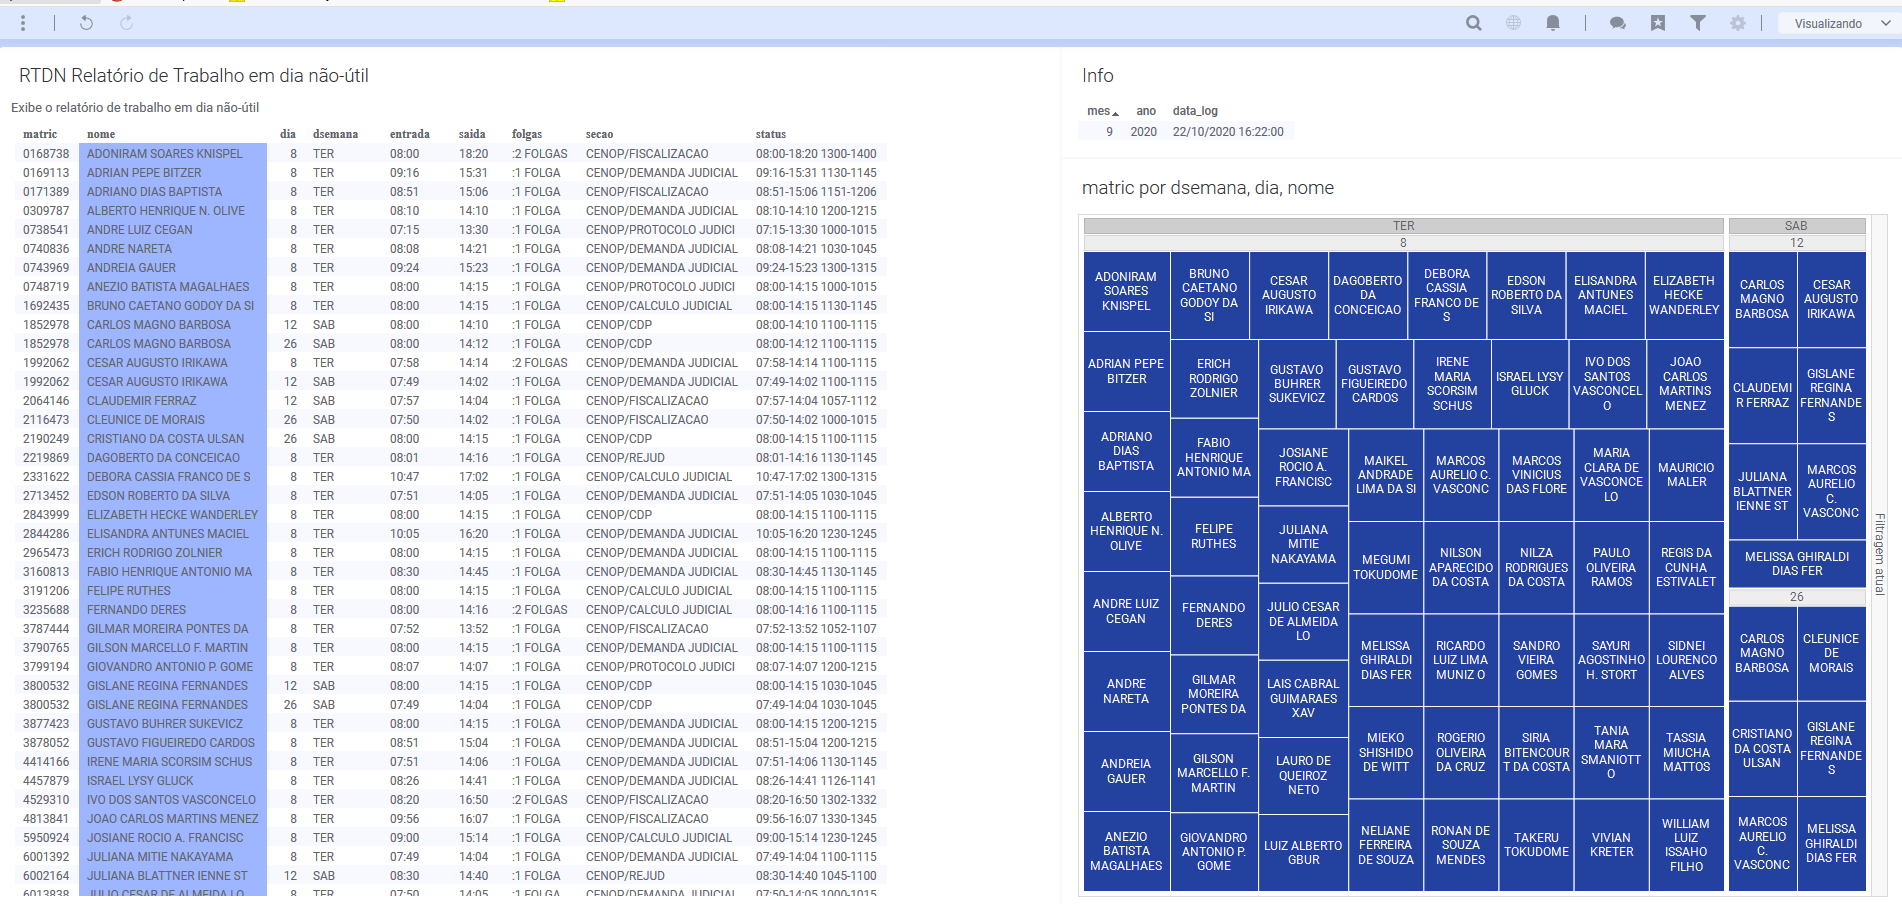 Visualizando
RTDN Relatório de Trabalho em dia não-útil
Exibe o relatório de trabalho em dia não-útil
matric nome dia dsemana entrada saida folgas secao status
0168738 ADONIRAM SOARES KNISPEL 8 TER 08:00 18:20 :2 FOLGAS CENOP/FISCALIZACAO 08:00-18:20 1300-1400
0169113 ADRIAN PEPE BITZER 8 TER 09:16 15:31 :1 FOLGA CENOP/DEMANDA JUDICIAL 09:16-15:31 1130-1145
0171389 ADRIANO DIAS BAPTISTA 8 TER 08:51 15:06 :1 FOLGA CENOP/FISCALIZACAO 08:51-15:06 1151-1206
0309787 ALBERTO HENRIQUE N. OLIVE 8 TER 08:10 14:10 :1 FOLGA CENOP/DEMANDA JUDICIAL 08:10-14:10 1200-1215
0738541 ANDRE LUIZ CEGAN 8 TER 07:15 13:30 :1 FOLGA CENOP/PROTOCOLO JUDICI 07:15-13:30 1000-1015
0740836 ANDRE NARETA 8 TER 08:08 14:21 :1 FOLGA CENOP/DEMANDA JUDICIAL 08:08-14:21 1030-1045
0743969 ANDREIA GAUER 8 TER 09:24 15:23 :1 FOLGA CENOP/DEMANDA JUDICIAL 09:24-15:23 1300-1315
0748719 ANEZIO BATISTA MAGALHAES 8 TER 08:00 14:15 :1 FOLGA CENOP/PROTOCOLO JUDICI 08:00-14:15 1000-1015
1692435 BRUNO CAETANO GODOY DA SI 8 TER 08:00 14:15 :1 FOLGA CENOP/CALCULO JUDICIAL 08:00-14:15 1130-1145
1852978 CARLOS MAGNO BARBOSA 12 SAB 08:00 14:10 :1 FOLGA CENOP/CDP 08:00-14:10 1100-1115
1852978 CARLOS MAGNO BARBOSA 26 SAB 08:00 14:12 :1 FOLGA CENOP/CDP 08:00-14:12 1100-1115
1992062 CESAR AUGUSTO IRIKAWA 8 TER 07:58 14:14 :2 FOLGAS CENOP/DEMANDA JUDICIAL 07:58-14:14 1100-1115
1992062 CESAR AUGUSTO IRIKAWA 12 SAB 07:49 14:02 :1 FOLGA CENOP/DEMANDA JUDICIAL 07:49-14:02 1100-1115
2064146 CLAUDEMIR FERRAZ 12 SAB 07:57 14:04 :1 FOLGA CENOP/FISCALIZACAO 07:57-14:04 1057-1112
2116473 CLEUNICE DE MORAIS 26 SAB 07:50 14:02 :1 FOLGA CENOP/FISCALIZACAO 07:50-14:02 1000-1015
2190249 CRISTIANO DA COSTA ULSAN 26 SAB 08:00 14:15 :1 FOLGA CENOP/CDP 08:00-14:15 1100-1115
2219869 DAGOBERTO DA CONCEICAO 8 TER 08:01 14:16 :1 FOLGA CENOP/REJUD 08:01-14:16 1130-1145
2331622 DEBORA CASSIA FRANCO DE S 8 TER 10:47 17:02 :1 FOLGA CENOP/CALCULO JUDICIAL 10:47-17:02 1300-1315
2713452 EDSON ROBERTO DA SILVA 8 TER 07:51 14:05 :1 FOLGA CENOP/DEMANDA JUDICIAL 07:51-14:05 1030-1045
2843999 ELIZABETH HECKE WANDERLEY 8 TER 08:00 14:15 :1 FOLGA CENOP/CDP 08:00-14:15 1100-1115
2844286 ELISANDRA ANTUNES MACIEL 8 TER 10:05 16:20 :1 FOLGA CENOP/DEMANDA JUDICIAL 10:05-16:20 1230-1245
2965473 ERICH RODRIGO ZOLNIER 8 TER 08:00 14:15 :1 FOLGA CENOP/DEMANDA JUDICIAL 08:00-14:15 1100-1115
3160813 FABIO HENRIQUE ANTONIO MA 8 TER 08:30 14:45 :1 FOLGA CENOP/DEMANDA JUDICIAL 08:30-14:45 1130-1145
3191206 FELIPE RUTHES 8 TER 08:00 14:15 :1 FOLGA CENOP/CALCULO JUDICIAL 08:00-14:15 1100-1115
3235688 FERNANDO DERES 8 TER 08:00 14:16 :2 FOLGAS CENOP/CALCULO JUDICIAL 08:00-14:16 1100-1115
3787444 GILMAR MOREIRA PONTES DA 8 TER 07:52 13:52 :1 FOLGA CENOP/FISCALIZACAO 07:52-13:52 1052-1107
3790765 GILSON MARCELLO F. MARTIN 8 TER 08:00 14:15 :1 FOLGA CENOP/DEMANDA JUDICIAL 08:00-14:15 1100-1115
3799194 GIOVANDRO ANTONIO P. GOME 8 TER 08:07 14:07 :1 FOLGA CENOP/PROTOCOLO JUDICI 08:07-14:07 1200-1215
3800532 GISLANE REGINA FERNANDES 12 SAB 08:00 14:15 :1 FOLGA CENOP/CDP 08:00-14:15 1030-1045
3800532 GISLANE REGINA FERNANDES 26 SAB 07:49 14:04 :1 FOLGA CENOP/CDP 07:49-14:04 1030-1045
3877423 GUSTAVO BUHRER SUKEVICZ 8 TER 08:00 14:15 :1 FOLGA CENOP/DEMANDA JUDICIAL 08:00-14:15 1200-1215
3878052 GUSTAVO FIGUEIREDO CARDOS 8 TER 08:51 15:04 :1 FOLGA CENOP/DEMANDA JUDICIAL 08:51-15:04 1200-1215
4414166 IRENE MARIA SCORSIM SCHUS 8 TER 07:51 14:06 :1 FOLGA CENOP/DEMANDA JUDICIAL 07:51-14:06 1130-1145
4457879 ISRAEL LYSY GLUCK 8 TER 08:26 14:41 :1 FOLGA CENOP/DEMANDA JUDICIAL 08:26-14:41 1126-1141
4529310 IVO DOS SANTOS VASCONCELO 8 TER 08:20 16:50 :2 FOLGAS CENOP/FISCALIZACAO 08:20-16:50 1302-1332
4813841 JOAO CARLOS MARTINS MENEZ 8 TER 09:56 16:07 :1 FOLGA CENOP/FISCALIZACAO 09:56-16:07 1330-1345
5950924 JOSIANE ROCIO A. FRANCISC 8 TER 09:00 15:14 :1 FOLGA CENOP/CALCULO JUDICIAL 09:00-15:14 1230-1245
6001392 JULIANA MITIE NAKAYAMA 8 TER 07:49 14:04 :1 FOLGA CENOP/DEMANDA JUDICIAL 07:49-14:04 1100-1115
6002164 JULIANA BLATTNER IENNE ST 12 SAB 08:30 14:40 :1 FOLGA CENOP/REJUD 08:30-14:40 1045-1100
6013838 JULIO CESAR DE ALMEIDA LO 8 TER 07:50 14:05 :1 FOLGA CENOP/DEMANDA JUDICIAL 07:50-14:05 1000-1015
Info
mes ano data_log
9 2020 22/10/2020 16:22:00
matric por dsemana, dia, nome
TER
8
ADONIRAM
SOARES
KNISPEL
ADRIAN PEPE
BITZER
ADRIANO
DIAS
BAPTISTA
ALBERTO
HENRIQUE N.
OLIVE
ANDRE LUIZ
CEGAN
ANDRE
NARETA
ANDREIA
GAUER
ANEZIO
BATISTA
MAGALHAES
BRUNO
CAETANO
GODOY DA
SI
CESAR
AUGUSTO
IRIKAWA
DAGOBERTO
DA
CONCEICAO
DEBORA
CASSIA
FRANCO DE
S
EDSON
ROBERTO DA
SILVA
ELISANDRA
ANTUNES
MACIEL
ELIZABETH
HECKE
WANDERLEY
ERICH
RODRIGO
ZOLNIER
FABIO
HENRIQUE
ANTONIO MA
FELIPE
RUTHES
FERNANDO
DERES
GILMAR
MOREIRA
PONTES DA
GILSON
MARCELLO F.
MARTIN
GIOVANDRO
ANTONIO P.
GOME
GUSTAVO
BUHRER
SUKEVICZ
GUSTAVO
FIGUEIREDO
CARDOS
IRENE
MARIA
SCORSIM
SCHUS
ISRAEL LYSY
GLUCK
IVO DOS
SANTOS
VASCONCEL
O
JOAO
CARLOS
MARTINS
MENEZ
JOSIANE
ROCIO A.
FRANCISC
JULIANA
MITIE
NAKAYAMA
JULIO CESAR
DE ALMEIDA
LO
LAIS CABRAL
GUIMARAES
XAV
LAURO DE
QUEIROZ
NETO
LUIZ ALBERTO
GBUR
MAIKEL
ANDRADE
LIMA DA SI
MARCOS
AURELIO C.
VASCONC
MARCOS
VINICIUS
DAS FLORE
MARIA
CLARA DE
VASCONCE
LO
MAURICIO
MALER
MEGUMI
TOKUDOME
NILSON
APARECIDO
DA COSTA
NILZA
RODRIGUES
DA COSTA
PAULO
OLIVEIRA
RAMOS
REGIS DA
CUNHA
ESTIVALET
MELISSA
GHIRALDI
DIAS FER
RICARDO
LUIZ LIMA
MUNIZ O
SANDRO
VIEIRA
GOMES
SAYURI
AGOSTINHO
H. STORT
SIDNEI
LOURENCO
ALVES
MIEKO
SHISHIDO
DE WITT
ROGERIO
OLIVEIRA
DA CRUZ
SIRIA
BITENCOUR
T DA COSTA
TANIA
MARA
SMANIOTT
O
TASSIA
MIUCHA
MATTOS
NELIANE
FERREIRA
DE SOUZA
RONAN DE
SOUZA
MENDES
TAKERU
TOKUDOME
VIVIAN
KRETER
WILLIAM
LUIZ
ISSAHO
FILHO
SAB
12
CARLOS
MAGNO
BARBOSA
CESAR
AUGUSTO
IRIKAWA
CLAUDEMI
R FERRAZ
GISLANE
REGINA
FERNANDE
S
JULIANA
BLATTNER
IENNE ST
MARCOS
AURELIO
C.
VASCONC
MELISSA GHIRALDI
DIAS FER
26
CARLOS
MAGNO
BARBOSA
CLEUNICE
DE
MORAIS
CRISTIANO
DA COSTA
ULSAN
GISLANE
REGINA
FERNANDE
S
MARCOS
AURELIO
C.
VASCONC
MELISSA
GHIRALDI
DIAS FER
Filtragem atual